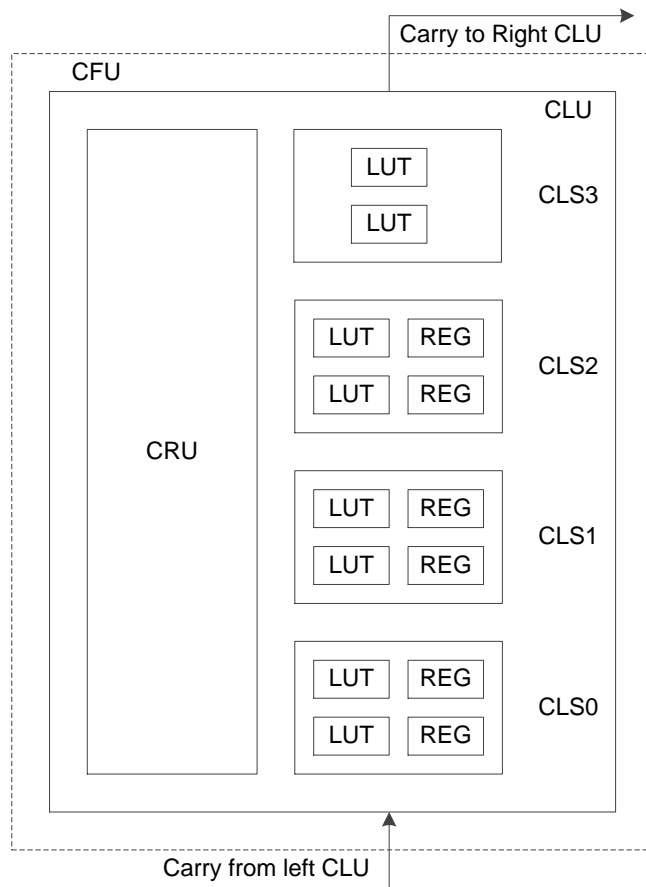 Carry to Right CLU
CFU
CLU
LUT
LUT
CLS3
LUT REG
LUT REG
CLS2
CRU
LUT REG
LUT REG
CLS1
LUT REG
LUT REG
CLS0
Carry from left CLU